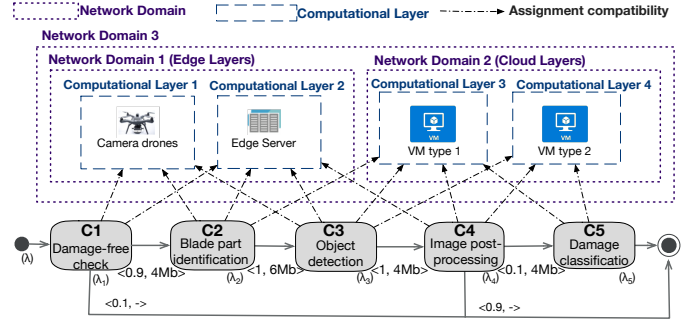 Network Domain
Computational Layer
Assignment compatibility
Network Domain 3
Network Domain 1 (Edge Layers)
Network Domain 2 (Cloud Layers)
Computational Layer 1
Computational Layer 2
Computational Layer 3
Computational Layer 4
VM
VM
Camera drones
Edge Server
VM type 1
VM type 2
C1
C2
C3
C4
C5
Damage-free
check
Blade part
identification
Object
detection
Image post-
processing
Damage
classificatio
(λ)
(λ₁)
<0.9, 4Mb>
(λ₂)
<1, 6Mb>
(λ₃)
<1, 4Mb>
(λ₄)
<0.1, 4Mb>
(λ₅)
<0.1, ->
<0.9, ->